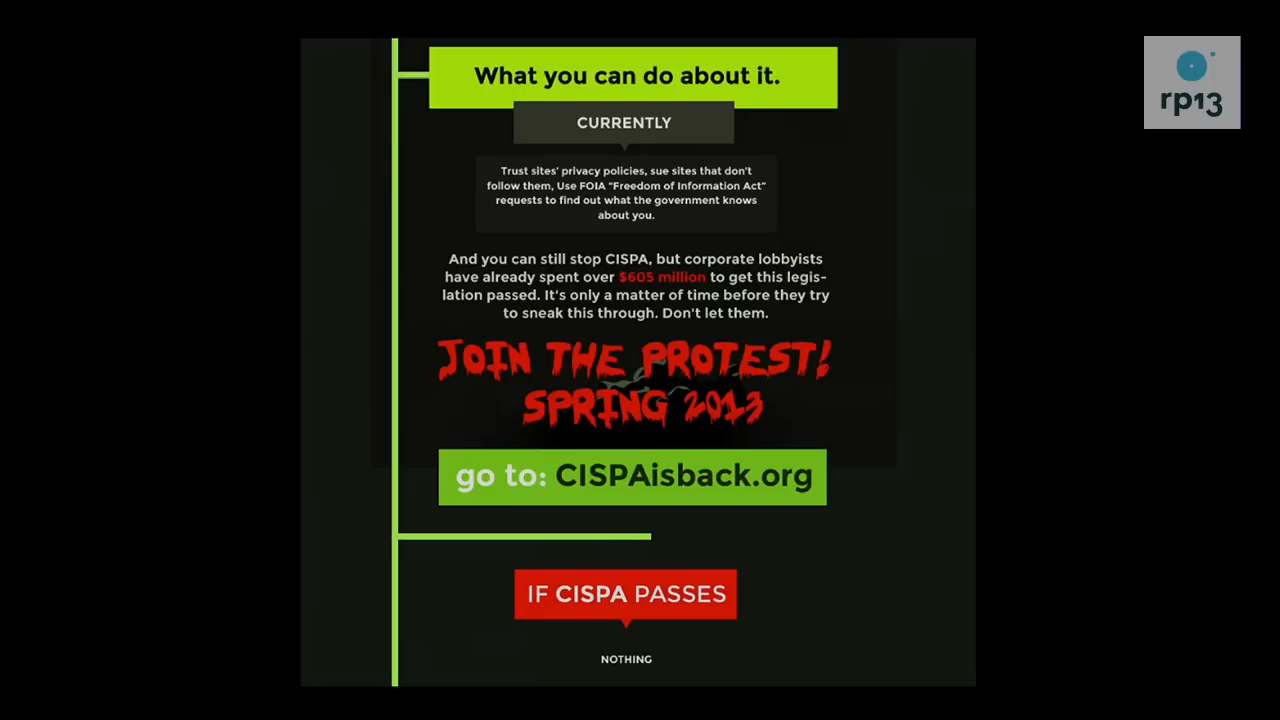 What you can do about it.
CURRENTLY
Trust sites' privacy policies, sue sites that don't
follow them, Use FOIA "Freedom of Information Act"
requests to find out what the government knows
about you.
And you can still stop CISPA, but corporate lobbyists
have already spent over $605 million to get this legis-
lation passed. It's only a matter of time before they try
to sneak this through. Don't let them.
JOIN THE PROTEST!
SPRING 2013
go to: CISPAisback.org
IF CISPA PASSES
NOTHING
rp13